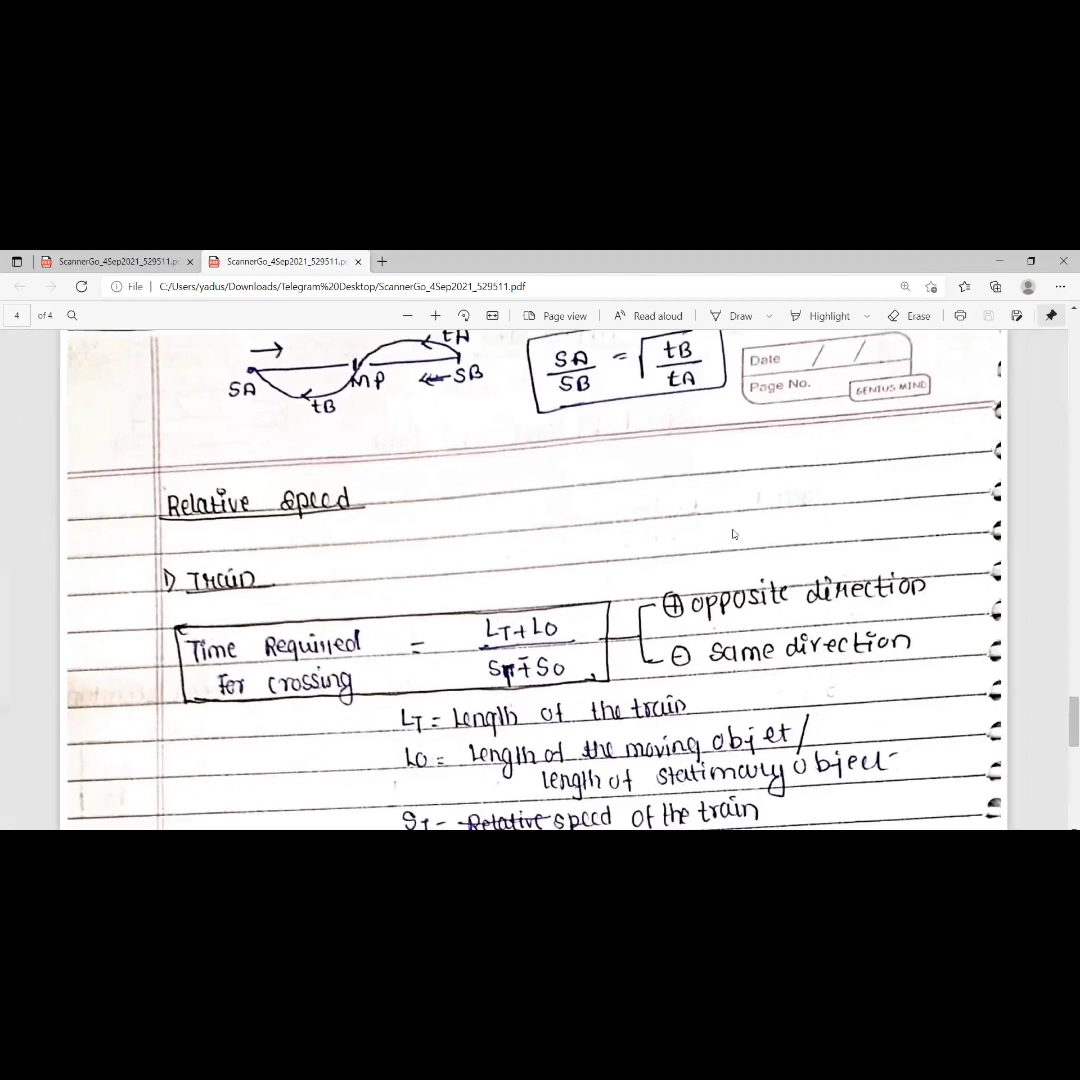 ScannerGo_4Sep2021_529511.p
ScannerGo_4Sep2021_529511.p
File | C:/Users/yadus/Downloads/Telegram%20Desktop/ScannerGo_4Sep2021_529511.pdf
4 of 4 Page view Read aloud Draw Highlight Erase
SA MP SB tA tB
SA/SB = √tB/tA
Date / /
Page No.
GENIUS MIND
Relative speed
1) Train
Time Required For crossing = LT+LO / ST∓SO
⊕ opposite direction
⊖ same direction
LT = Length of the train
LO = Length of the moving objet/
length of stationary object
ST - Relative speed of the train